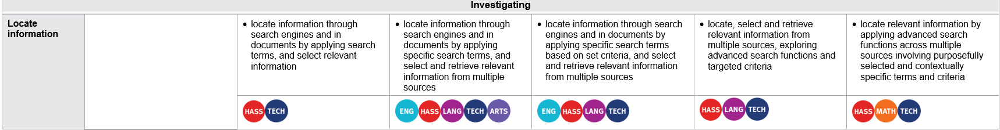 Investigating
Locate
information
• locate information through
search engines and in
documents by applying search
terms, and select relevant
information
• locate information through
search engines and in
documents by applying
specific search terms, and
select and retrieve relevant
information from multiple
sources
• locate information through search
engines and in documents by
applying specific search terms
based on set criteria, and select
and retrieve relevant information
from multiple sources
• locate, select and retrieve
relevant information from
multiple sources, exploring
advanced search functions and
targeted criteria
• locate relevant information by
applying advanced search
functions across multiple
sources involving purposefully
selected and contextually
specific terms and criteria
HASS TECH
ENG HASS LANG TECH ARTS
ENG HASS LANG TECH
HASS LANG TECH
HASS MATH TECH